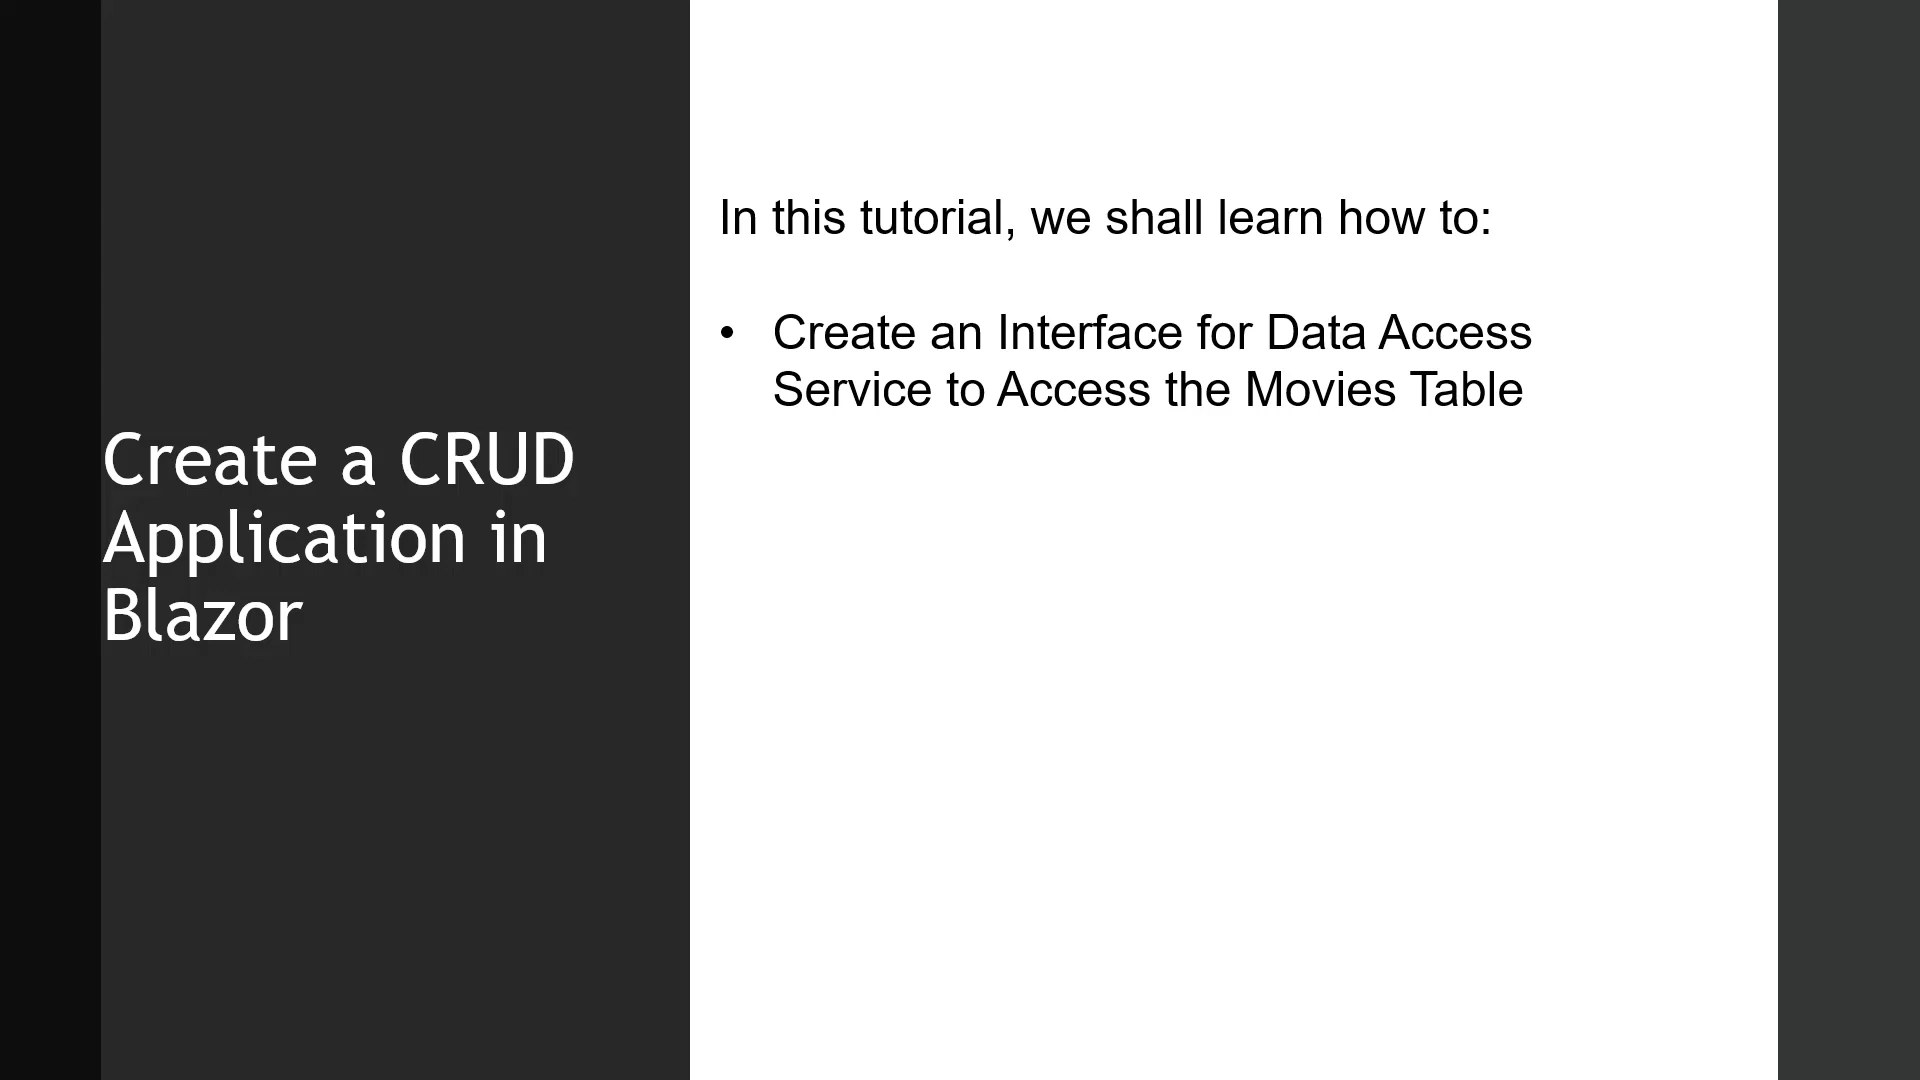 Create a CRUD
Application in
Blazor
In this tutorial, we shall learn how to:
• Create an Interface for Data Access
Service to Access the Movies Table